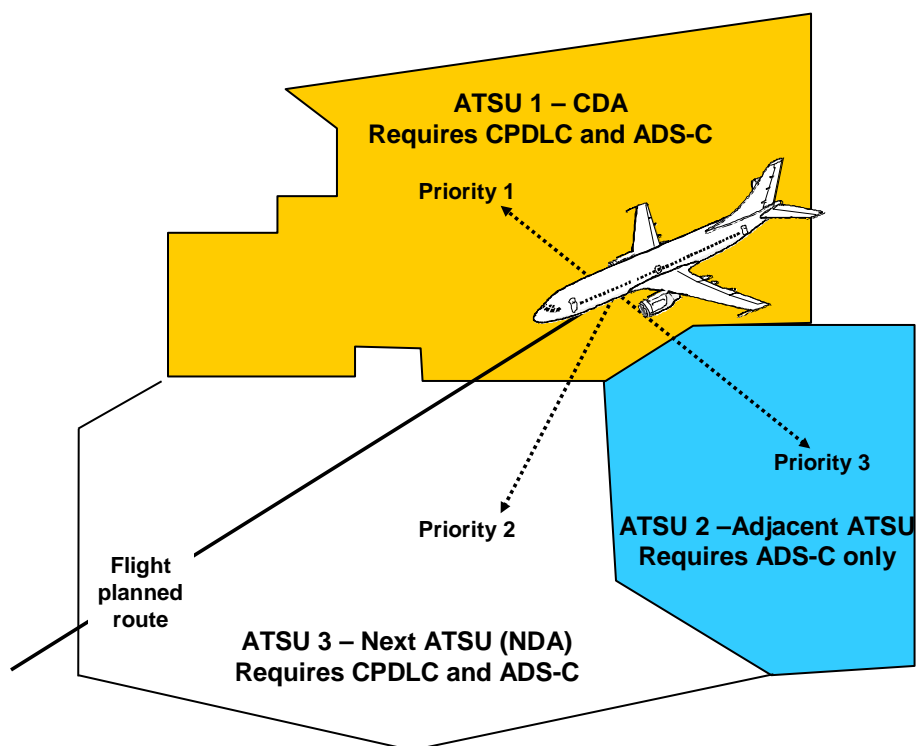 ATSU 1 – CDA
Requires CPDLC and ADS-C
Priority 1
Priority 3
Priority 2
ATSU 2 –Adjacent ATSU
Requires ADS-C only
Flight
planned
route
ATSU 3 – Next ATSU (NDA)
Requires CPDLC and ADS-C